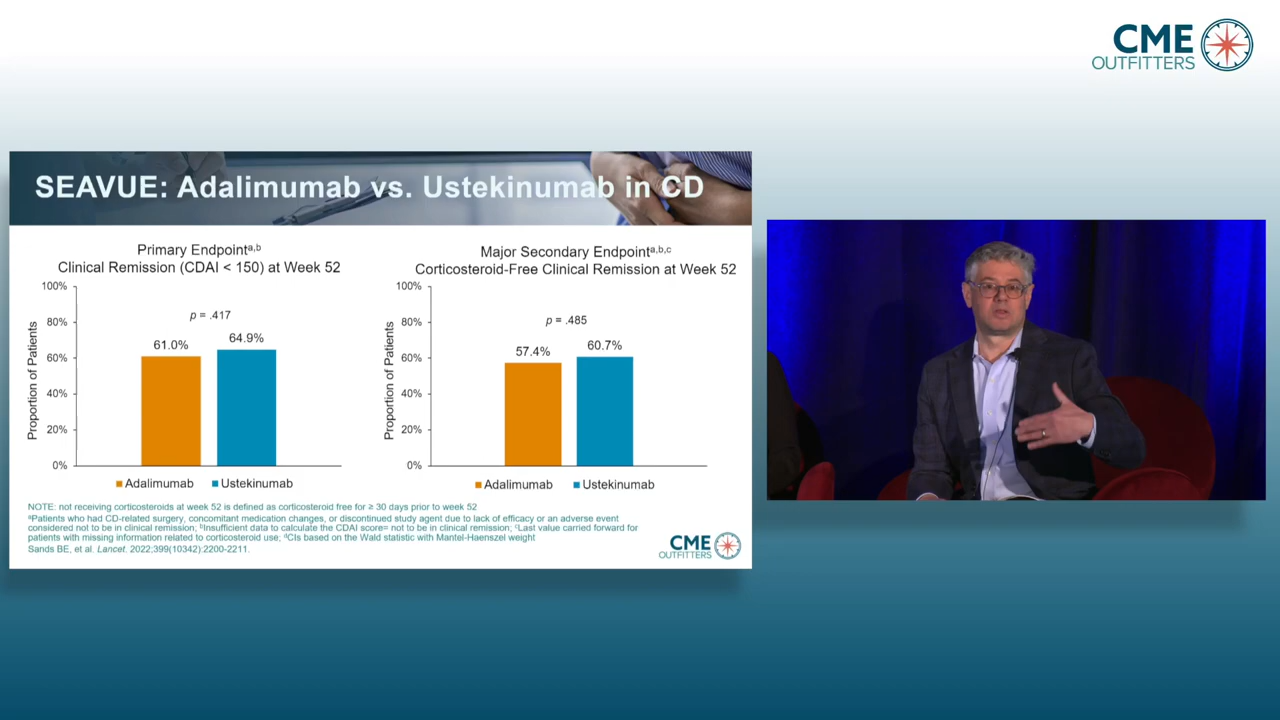 CME
OUTFITTERS
SEAVUE: Adalimumab vs. Ustekinumab in CD
Primary Endpointᵃ,ᵇ
Clinical Remission (CDAI < 150) at Week 52
100%
80%
60%
40%
20%
0%
Proportion of Patients
p = .417
61.0%
64.9%
Adalimumab
Ustekinumab
Major Secondary Endpointᵃ,ᵇ,ᶜ
Corticosteroid-Free Clinical Remission at Week 52
100%
80%
60%
40%
20%
0%
Proportion of Patients
p = .485
57.4%
60.7%
Adalimumab
Ustekinumab
NOTE: not receiving corticosteroids at week 52 is defined as corticosteroid free for ≥ 30 days prior to week 52
ᵃPatients who had CD-related surgery, concomitant medication changes, or discontinued study agent due to lack of efficacy or an adverse event
considered not to be in clinical remission; ᵇInsufficient data to calculate the CDAI score= not to be in clinical remission; ᶜLast value carried forward for
patients with missing information related to corticosteroid use; ᵈCIs based on the Wald statistic with Mantel-Haenszel weight
Sands BE, et al. Lancet. 2022;399(10342):2200-2211.
CME
OUTFITTERS